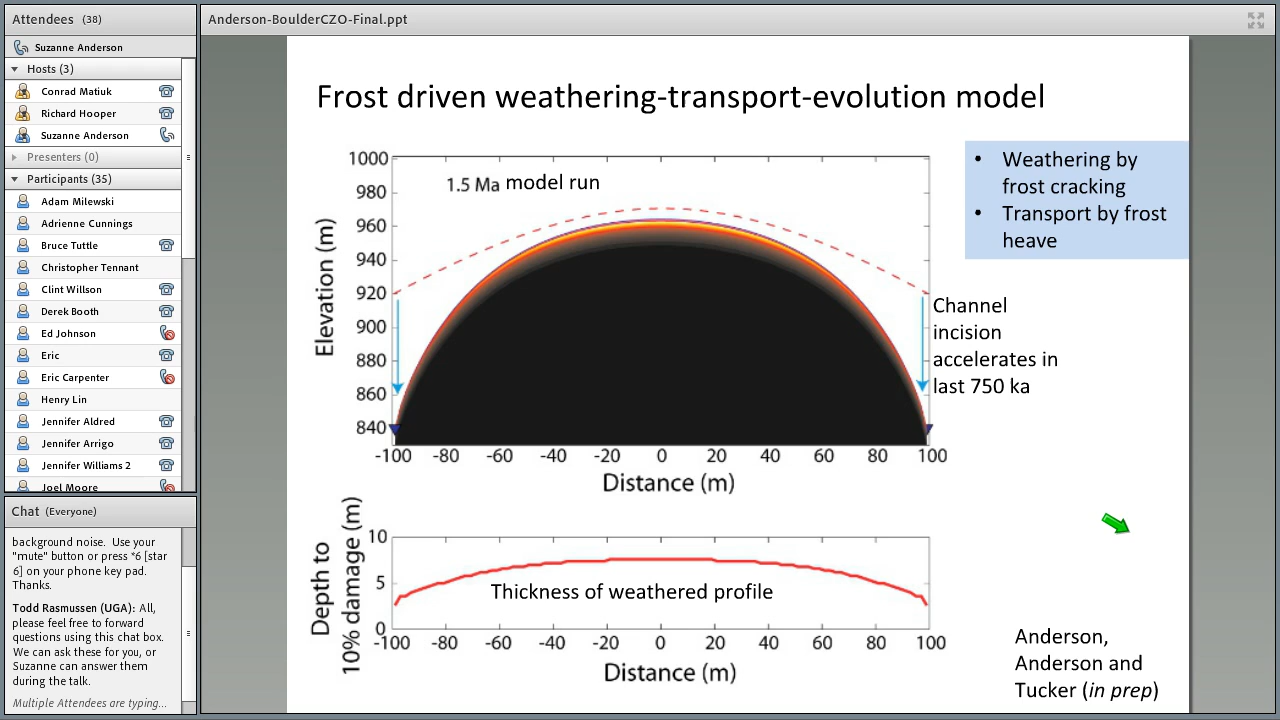 Attendees (38)
Suzanne Anderson
Hosts (3)
Conrad Matiuk
Richard Hooper
Suzanne Anderson
Presenters (0)
Participants (35)
Adam Milewski
Adrienne Cunnings
Bruce Tuttle
Christopher Tennant
Clint Willson
Derek Booth
Ed Johnson
Eric
Eric Carpenter
Henry Lin
Jennifer Aldred
Jennifer Arrigo
Jennifer Williams 2
Joel Moore
Chat (Everyone)
background noise. Use your
"mute" button or press *6 [star
6] on your phone key pad.
Thanks.
Todd Rasmussen (UGA): All,
please feel free to forward
questions using this chat box.
We can ask these for you, or
Suzanne can answer them
during the talk.
Multiple Attendees are typing...
Anderson-BoulderCZO-Final.ppt
Frost driven weathering-transport-evolution model
• Weathering by
frost cracking
• Transport by frost
heave
1.5 Ma model run
Elevation (m)
1000
980
960
940
920
900
880
860
840
-100 -80 -60 -40 -20 0 20 40 60 80 100
Distance (m)
Channel
incision
accelerates in
last 750 ka
Depth to
10% damage (m)
10
5
0
Thickness of weathered profile
-100 -80 -60 -40 -20 0 20 40 60 80 100
Distance (m)
Anderson,
Anderson and
Tucker (in prep)